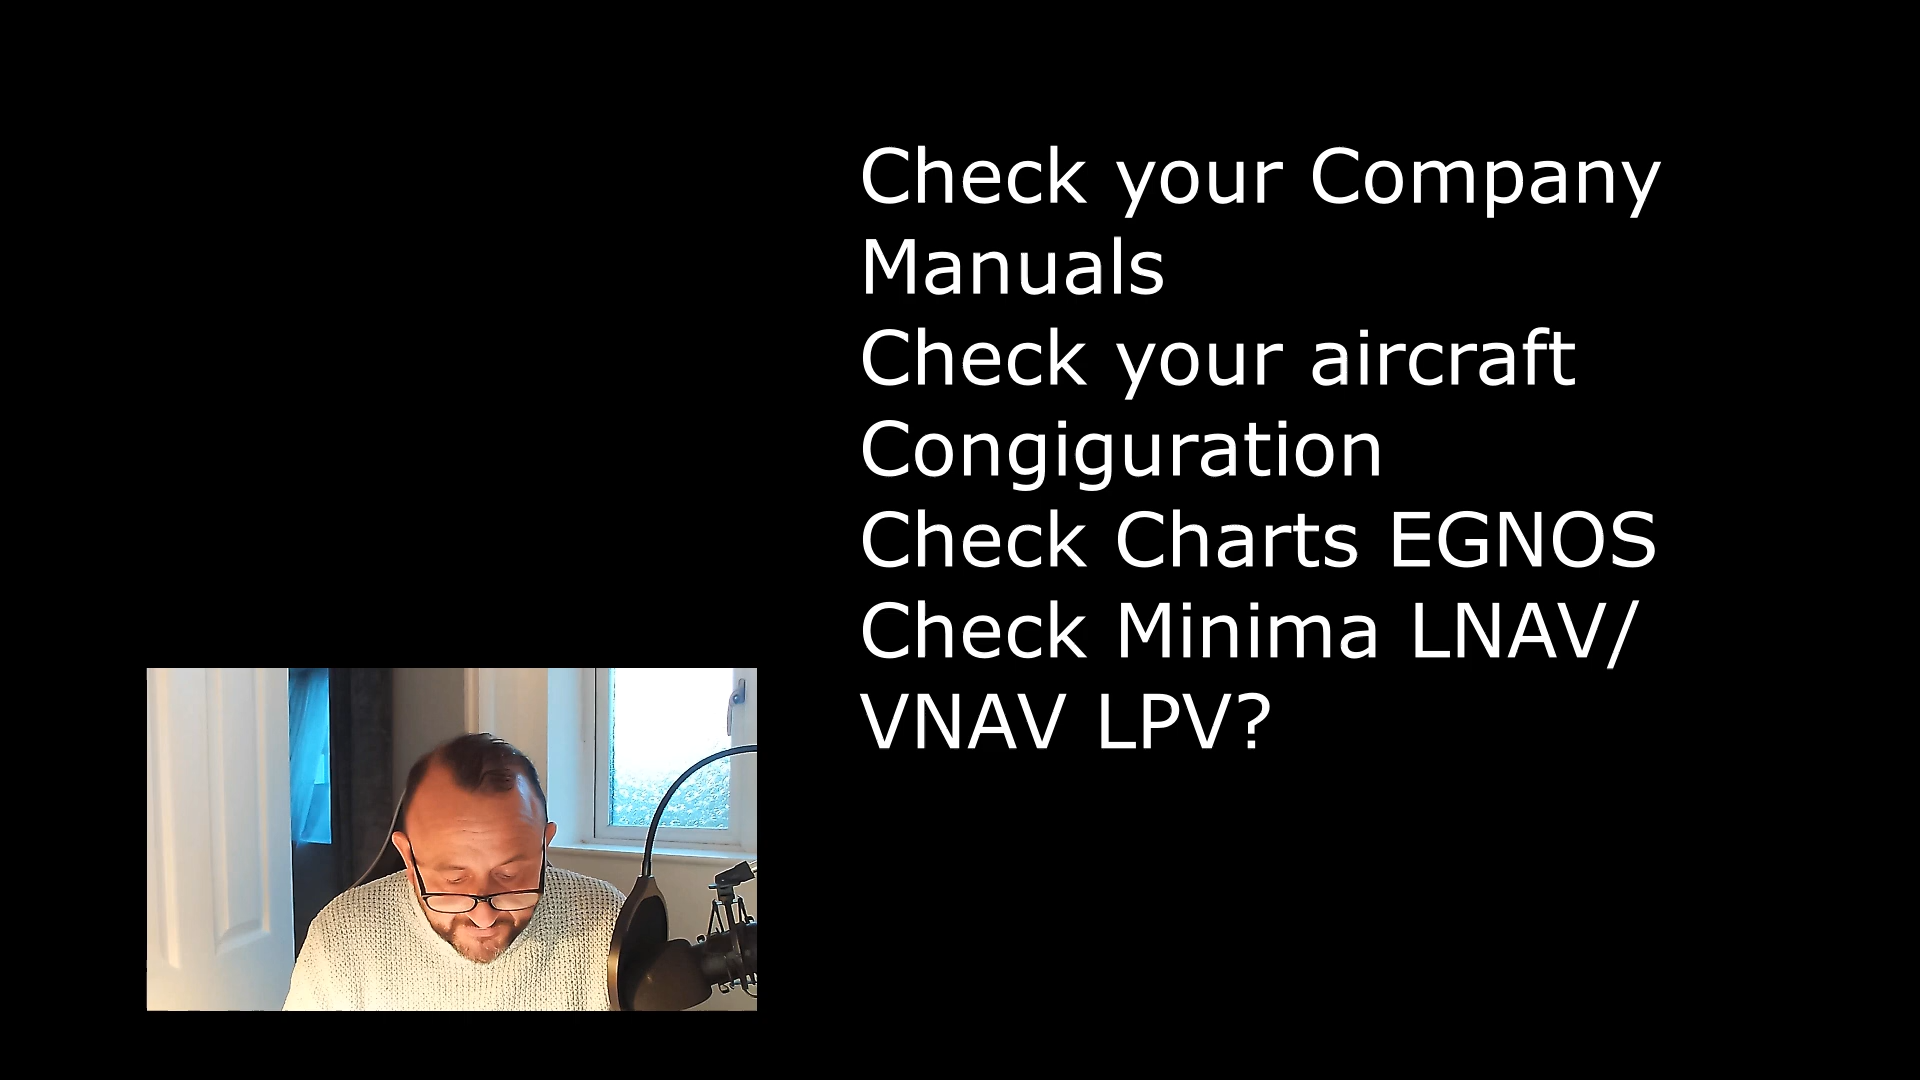 Check your Company
Manuals
Check your aircraft
Congiguration
Check Charts EGNOS
Check Minima LNAV/
VNAV LPV?